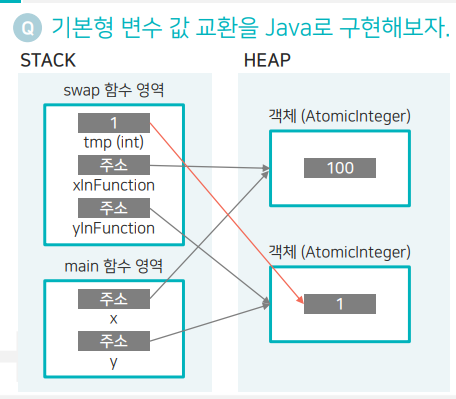 Q 기본형 변수 값 교환을 Java로 구현해보자.
STACK
HEAP
swap 함수 영역
1
tmp (int)
주소
xInFunction
주소
yInFunction
main 함수 영역
주소
x
주소
y
객체 (AtomicInteger)
100
객체 (AtomicInteger)
1